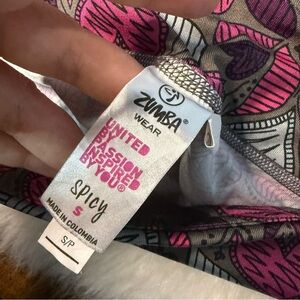 ZUMBA®
WEAR
UNITED
BY
PASSION
INSPIRED
BY YOU®
SPICY
S
MADE IN COLOMBIA
S/P